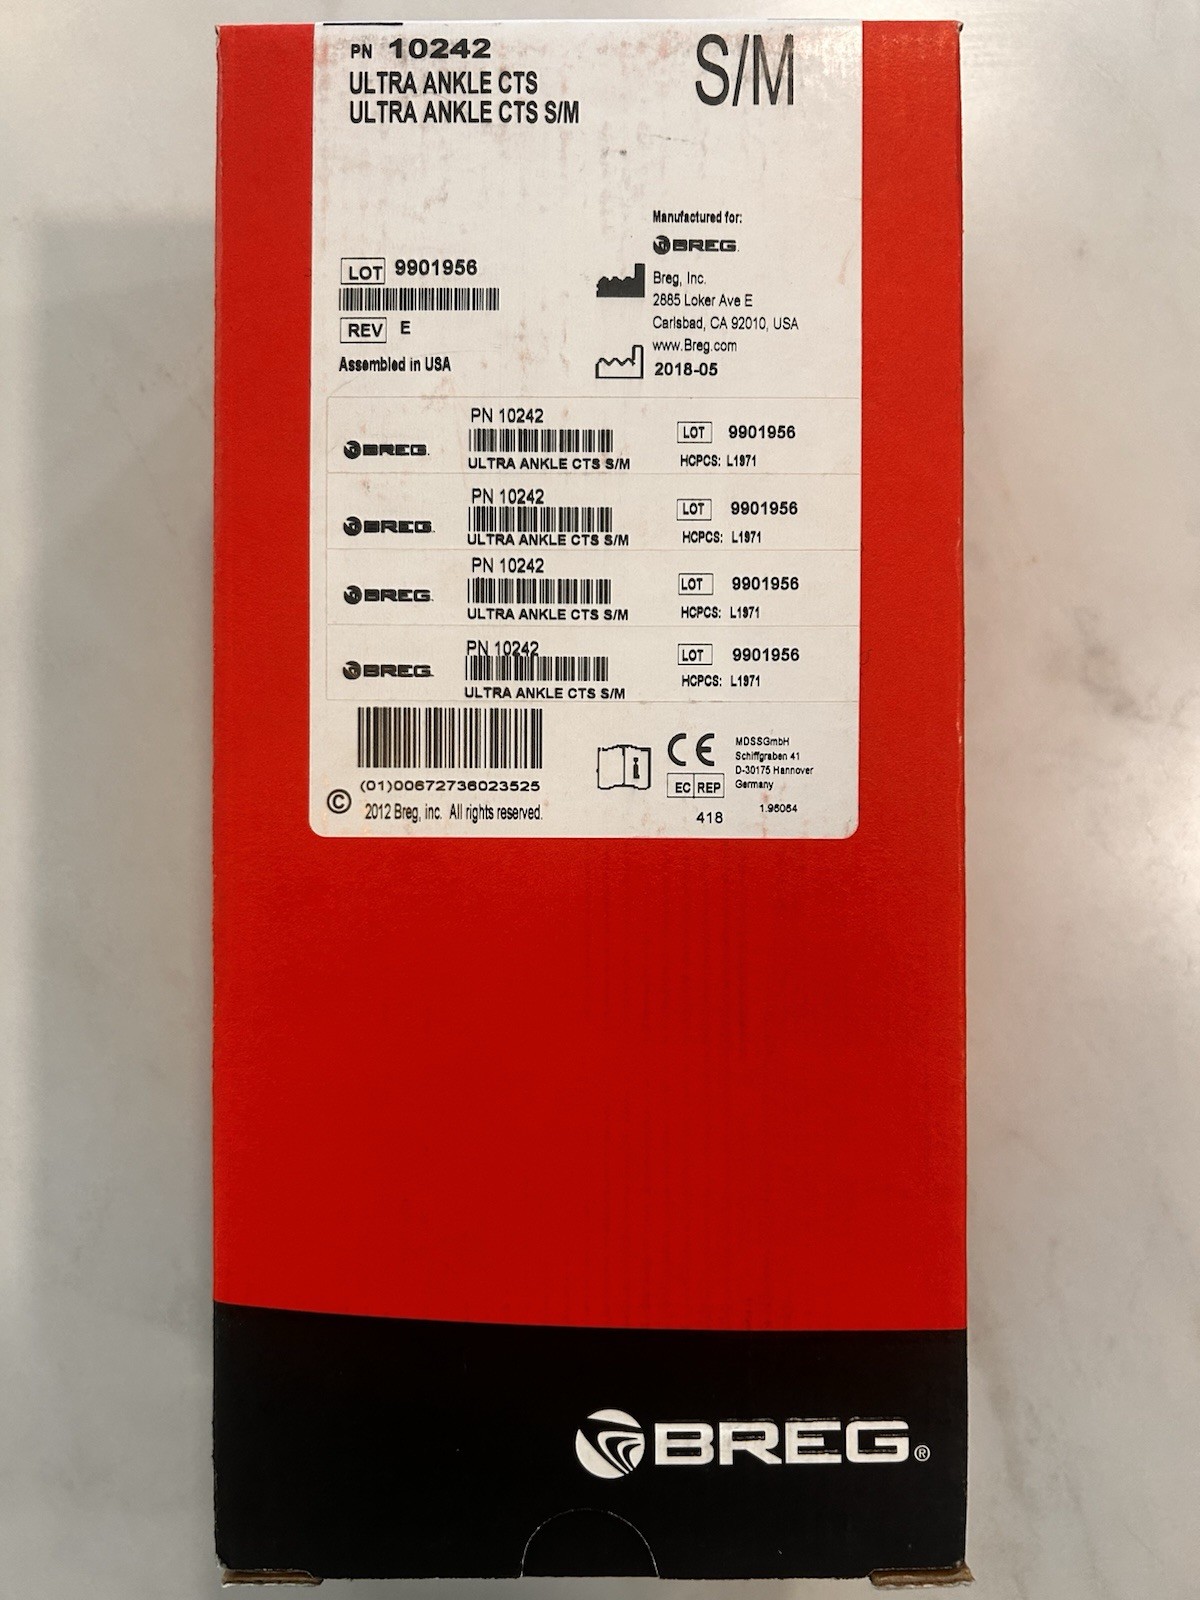 PN 10242
ULTRA ANKLE CTS
ULTRA ANKLE CTS S/M
S/M
Manufactured for:
BREG
Breg, Inc.
2885 Loker Ave E
Carlsbad, CA 92010, USA
www.Breg.com
2018-05
LOT 9901956
REV E
Assembled in USA
BREG PN 10242 LOT 9901956
ULTRA ANKLE CTS S/M HCPCS: L1971
BREG PN 10242 LOT 9901956
ULTRA ANKLE CTS S/M HCPCS: L1971
BREG PN 10242 LOT 9901956
ULTRA ANKLE CTS S/M HCPCS: L1971
BREG PN 10242 LOT 9901956
ULTRA ANKLE CTS S/M HCPCS: L1971
(01)00672736023525
© 2012 Breg, inc. All rights reserved.
i
CE
EC REP
418
MDSSGmbH
Schiffgraben 41
D-30175 Hannover
Germany
1.96064
BREG®